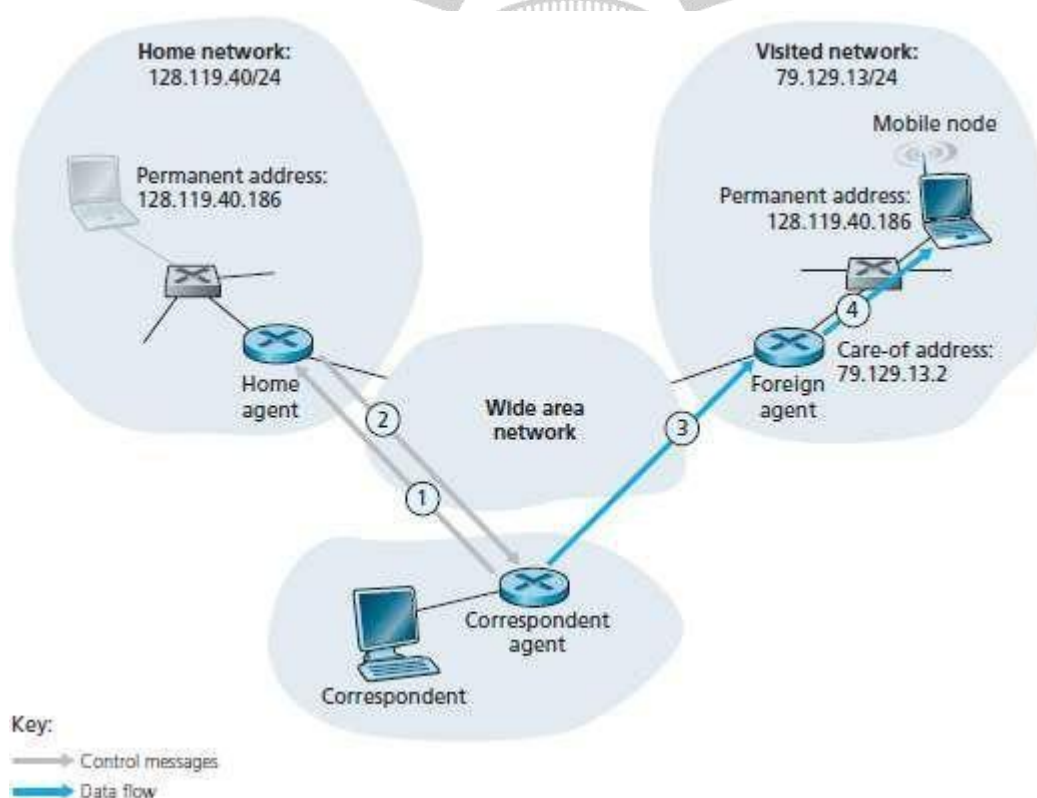 Home network:
128.119.40/24
Visited network:
79.129.13/24
Mobile node
Permanent address:
128.119.40.186
Permanent address:
128.119.40.186
4
Home
agent
Care-of address:
79.129.13.2
Foreign
agent
Wide area
network
2
3
1
Correspondent
agent
Correspondent
Key:
Control messages
Data flow